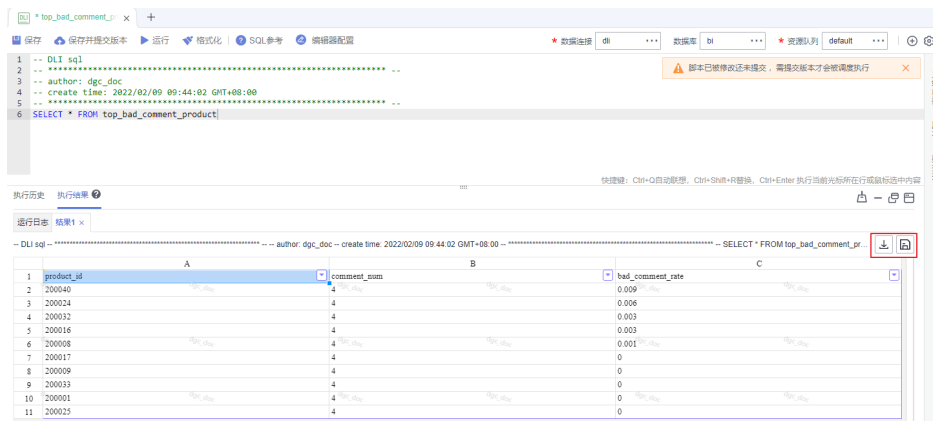 DLI * top_bad_comment_p × +
保存 保存并提交版本 运行 格式化 SQL参考 编辑器配置 * 数据连接 dli ··· 数据库 bi ··· * 资源队列 default ···
脚本已被修改还未提交，需提交版本才会被调度执行 ×
1 -- DLI sql
2 -- ******************************************************************** --
3 -- author: dgc_doc
4 -- create time: 2022/02/09 09:44:02 GMT+08:00
5 -- ******************************************************************** --
6 SELECT * FROM top_bad_comment_product
快捷键：Ctrl+Q自动联想，Ctrl+Shift+R替换，Ctrl+Enter 执行当前光标所在行或鼠标选中内容
执行历史 执行结果
运行日志 结果1 ×
-- DLI sql -- ******************************************************************** -- -- author: dgc_doc -- create time: 2022/02/09 09:44:02 GMT+08:00 -- ******************************************************************** -- SELECT * FROM top_bad_comment_pr...
A B C
1 product_id comment_num bad_comment_rate
2 200040 4 0.009
3 200024 4 0.006
4 200032 4 0.003
5 200016 4 0.003
6 200008 4 0.001
7 200017 4 0
8 200009 4 0
9 200033 4 0
10 200001 4 0
11 200025 4 0